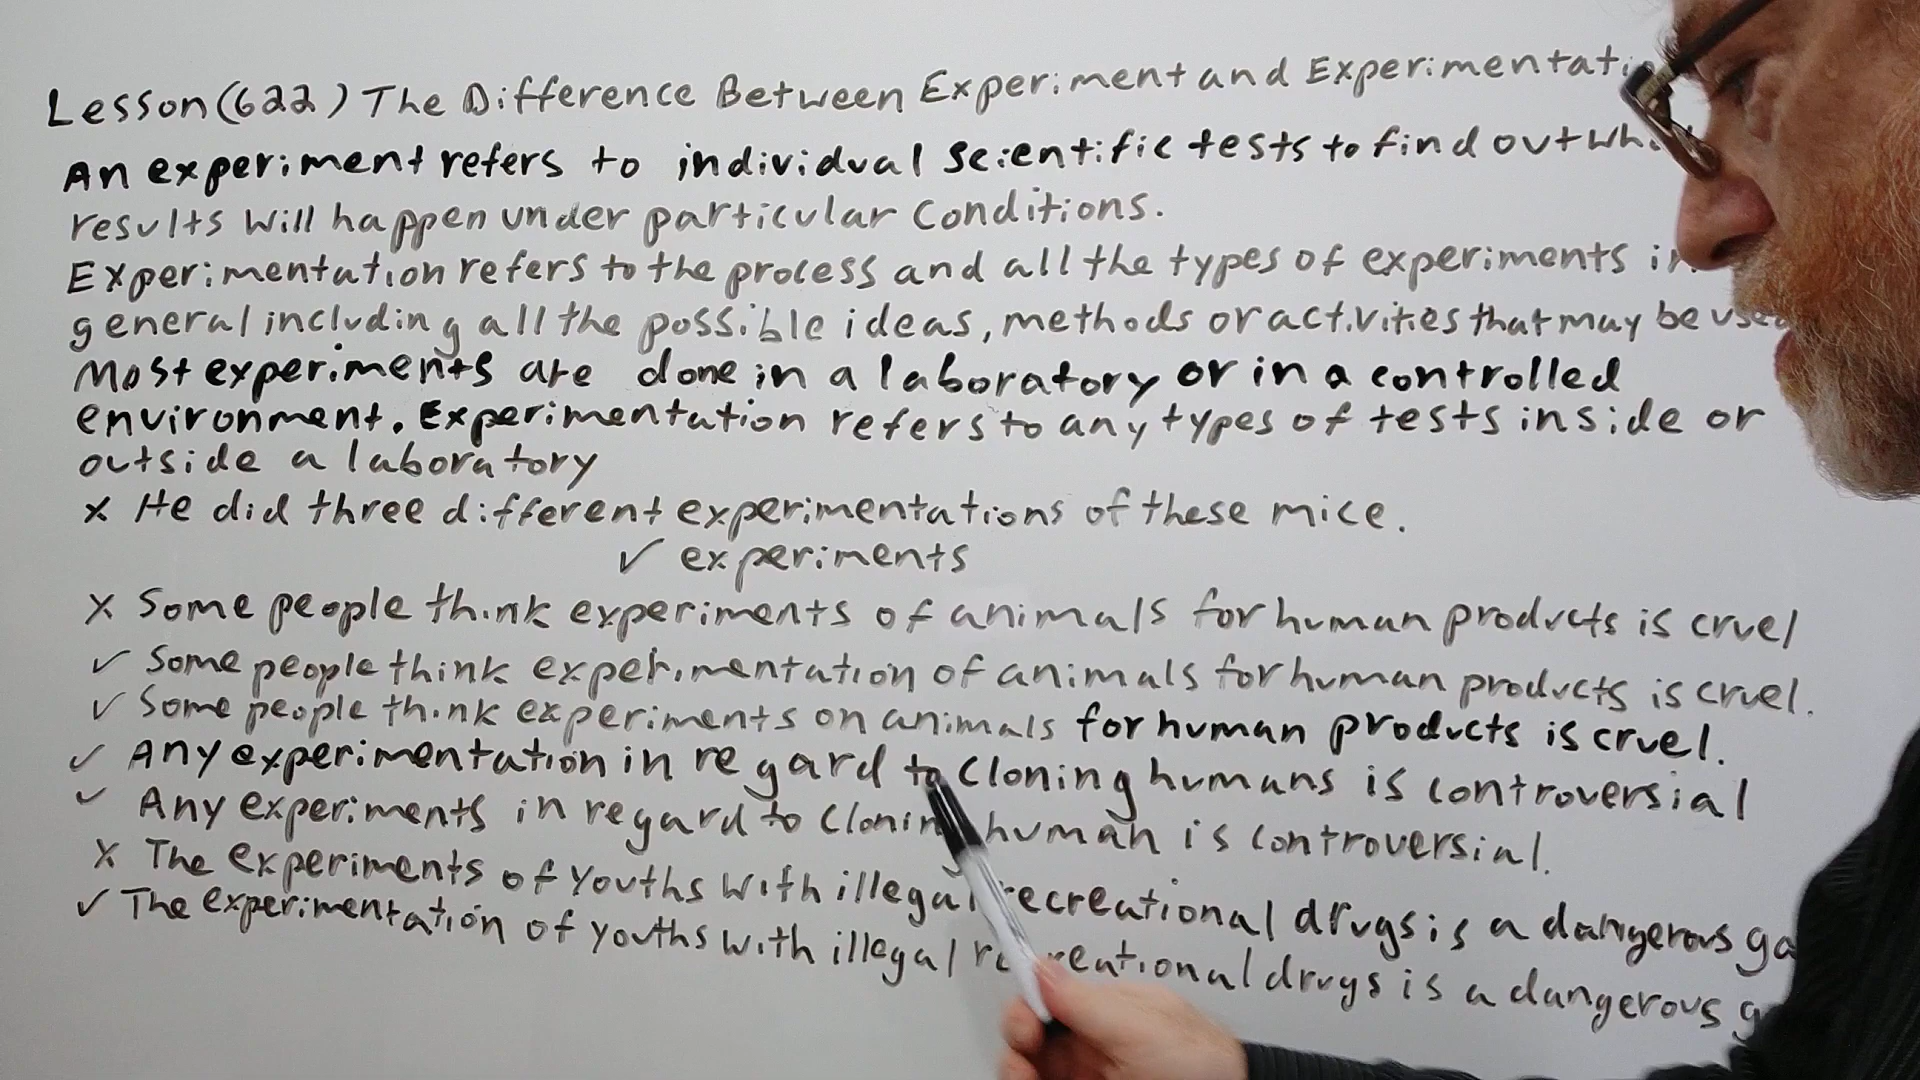 Lesson (622) The Difference Between Experiment and Experimentati
An experiment refers to individual scientific tests to find out wh
results will happen under particular conditions.
Experimentation refers to the process and all the types of experiments in
general including all the possible ideas, methods or activities that may be used
Most experiments are done in a laboratory or in a controlled
environment. Experimentation refers to any types of tests inside or
outside a laboratory
x He did three different experimentations of these mice.
✓ experiments
x Some people think experiments of animals for human products is cruel
✓ Some people think experimentation of animals for human products is cruel.
✓ Some people think experiments on animals for human products is cruel.
✓ Any experimentation in regard to cloning humans is controversial
✓ Any experiments in regard to cloning human is controversial.
x The experiments of youths with illegal recreational drugs is a dangerous ga
✓ The experimentation of youths with illegal recreational drugs is a dangerous g